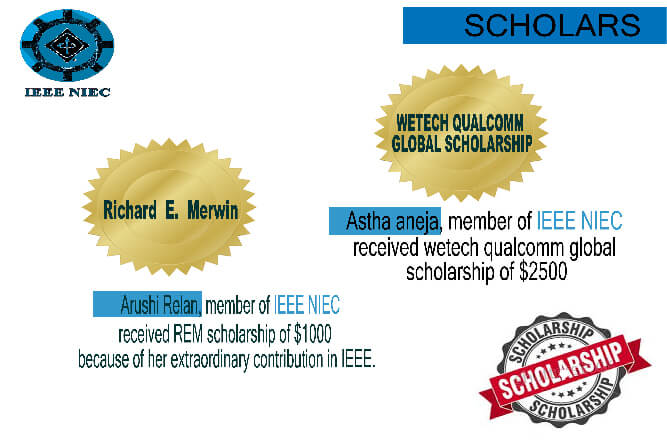 SCHOLARS
IEEE NIEC
WETECH QUALCOMM
GLOBAL SCHOLARSHIP
Astha aneja, member of IEEE NIEC
received wetech qualcomm global
scholarship of $2500
Richard E. Merwin
Arushi Relan, member of IEEE NIEC
received REM scholarship of $1000
because of her extraordinary contribution in IEEE.
SCHOLARSHIP
SCHOLARSHIP
SCHOLARSHIP